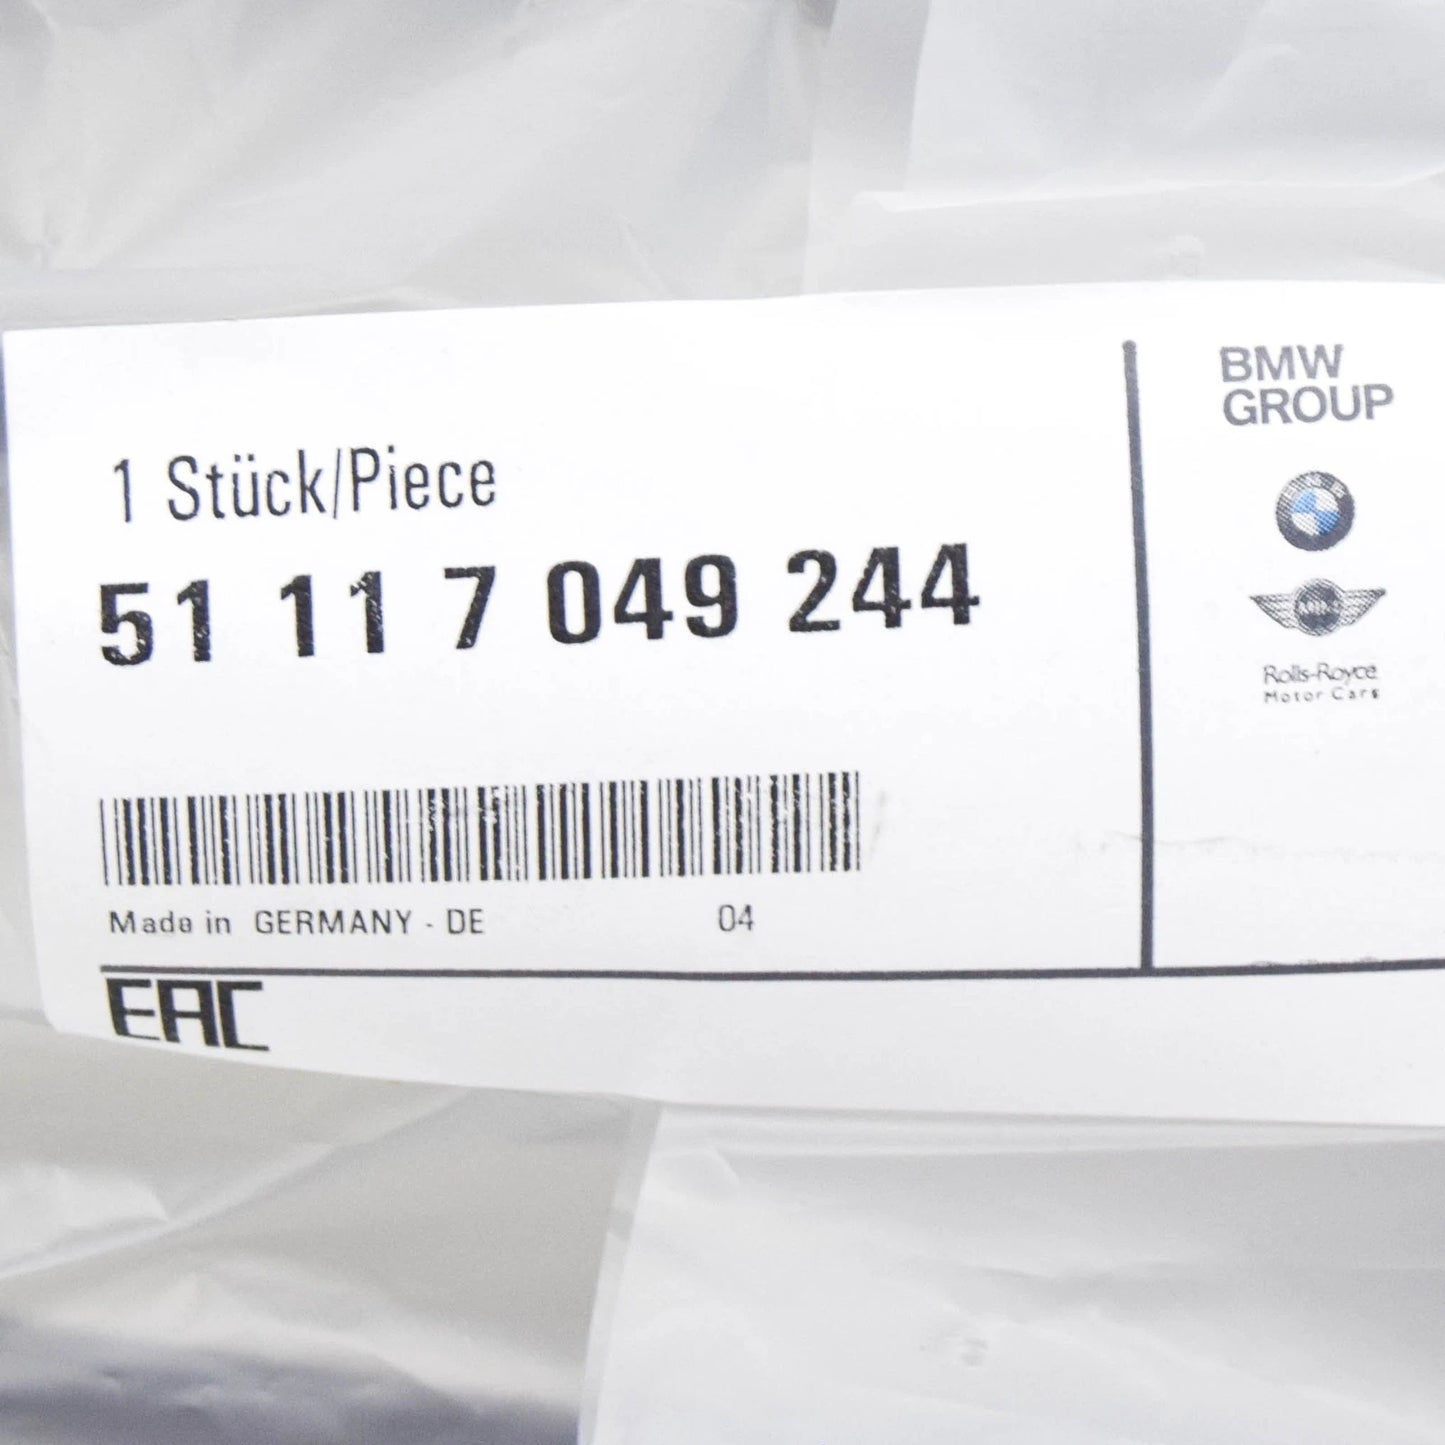 1 Stück/Piece
51 11 7 049 244
Made in GERMANY - DE 04
EAC
BMW
GROUP
MINI
Rolls-Royce
Motor Cars